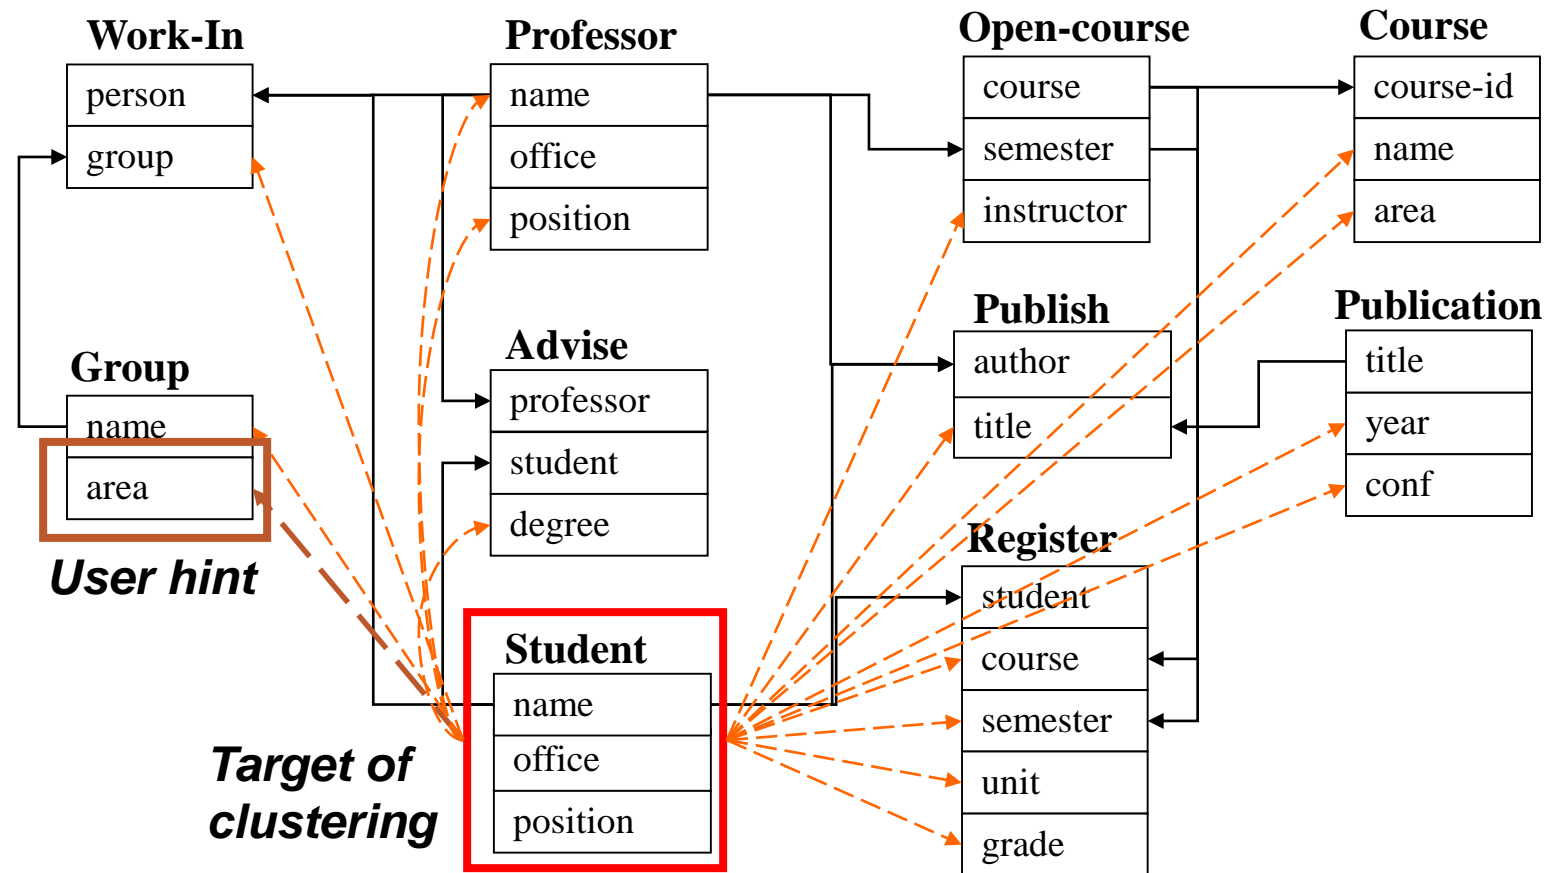 Work-In
person
group
Professor
name
office
position
Open-course
course
semester
instructor
Course
course-id
name
area
Group
name
area
User hint
Advise
professor
student
degree
Publish
author
title
Publication
title
year
conf
Target of
clustering
Student
name
office
position
Register
student
course
semester
unit
grade